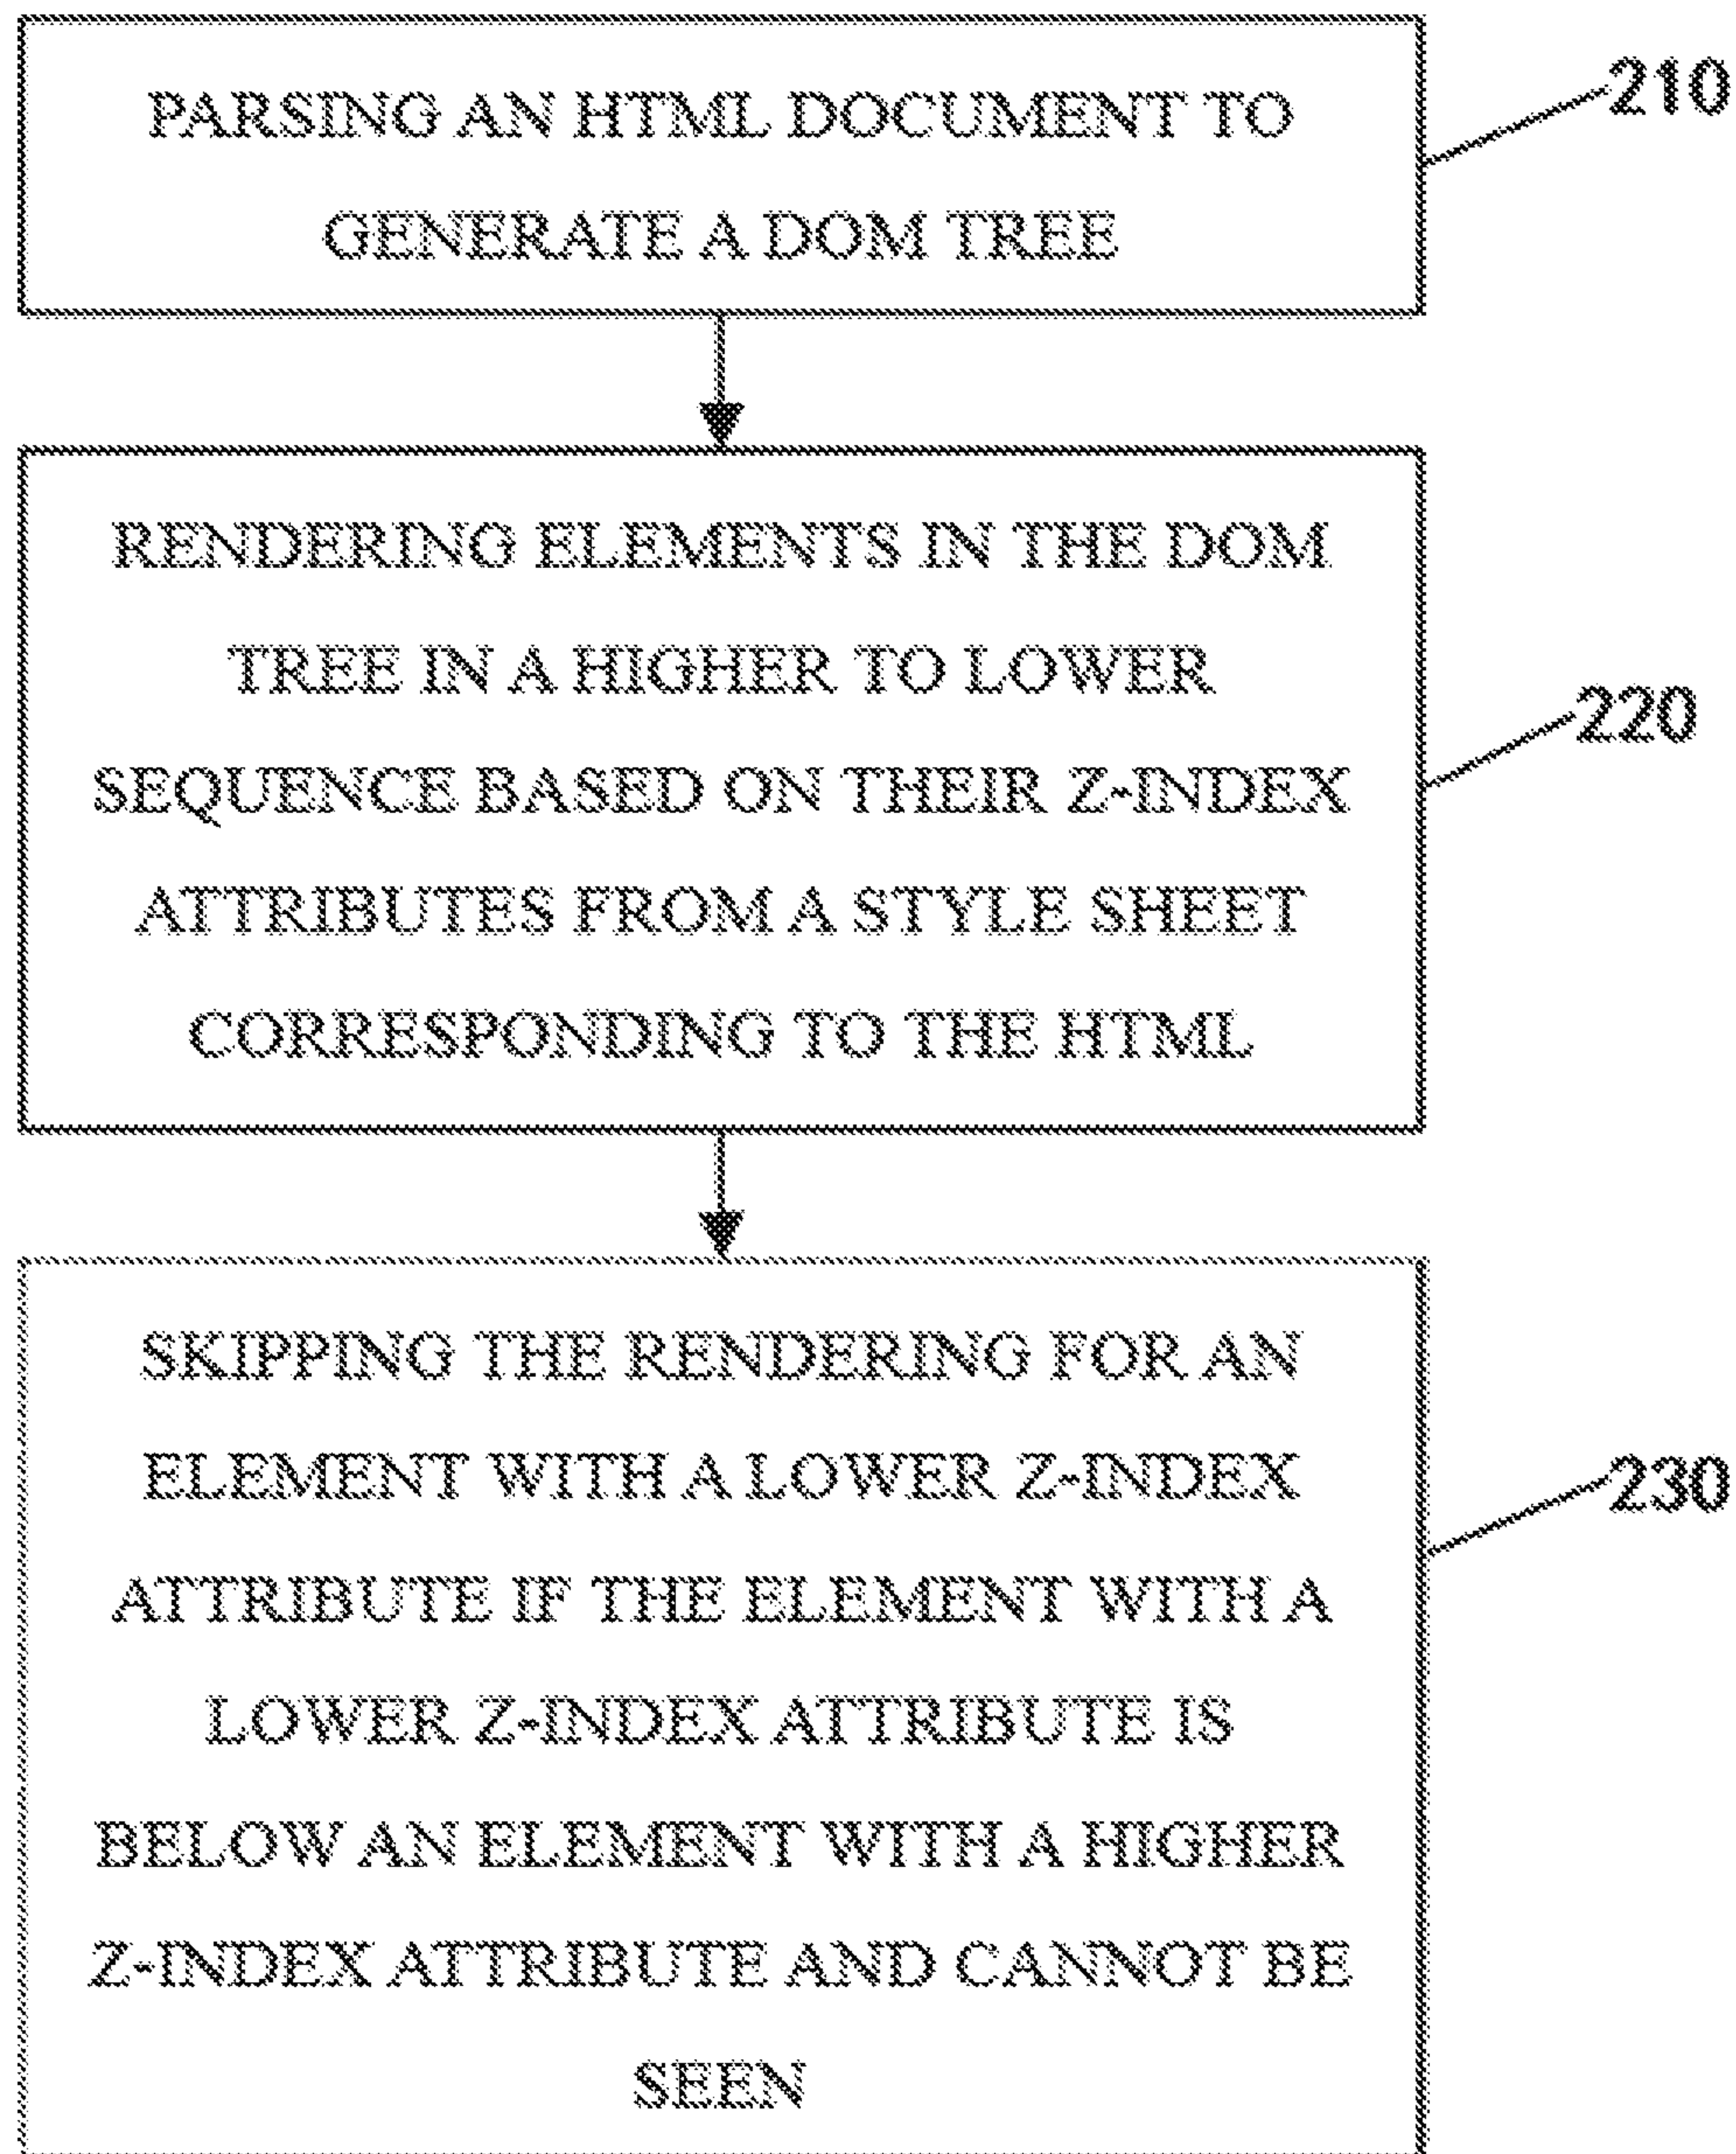 PARSING AN HTML DOCUMENT TO
GENERATE A DOM TREE
210
RENDERING ELEMENTS IN THE DOM
TREE IN A HIGHER TO LOWER
SEQUENCE BASED ON THEIR Z-INDEX
ATTRIBUTES FROM A STYLE SHEET
CORRESPONDING TO THE HTML
220
SKIPPING THE RENDERING FOR AN
ELEMENT WITH A LOWER Z-INDEX
ATTRIBUTE IF THE ELEMENT WITH A
LOWER Z-INDEX ATTRIBUTE IS
BELOW AN ELEMENT WITH A HIGHER
Z-INDEX ATTRIBUTE AND CANNOT BE
SEEN
230